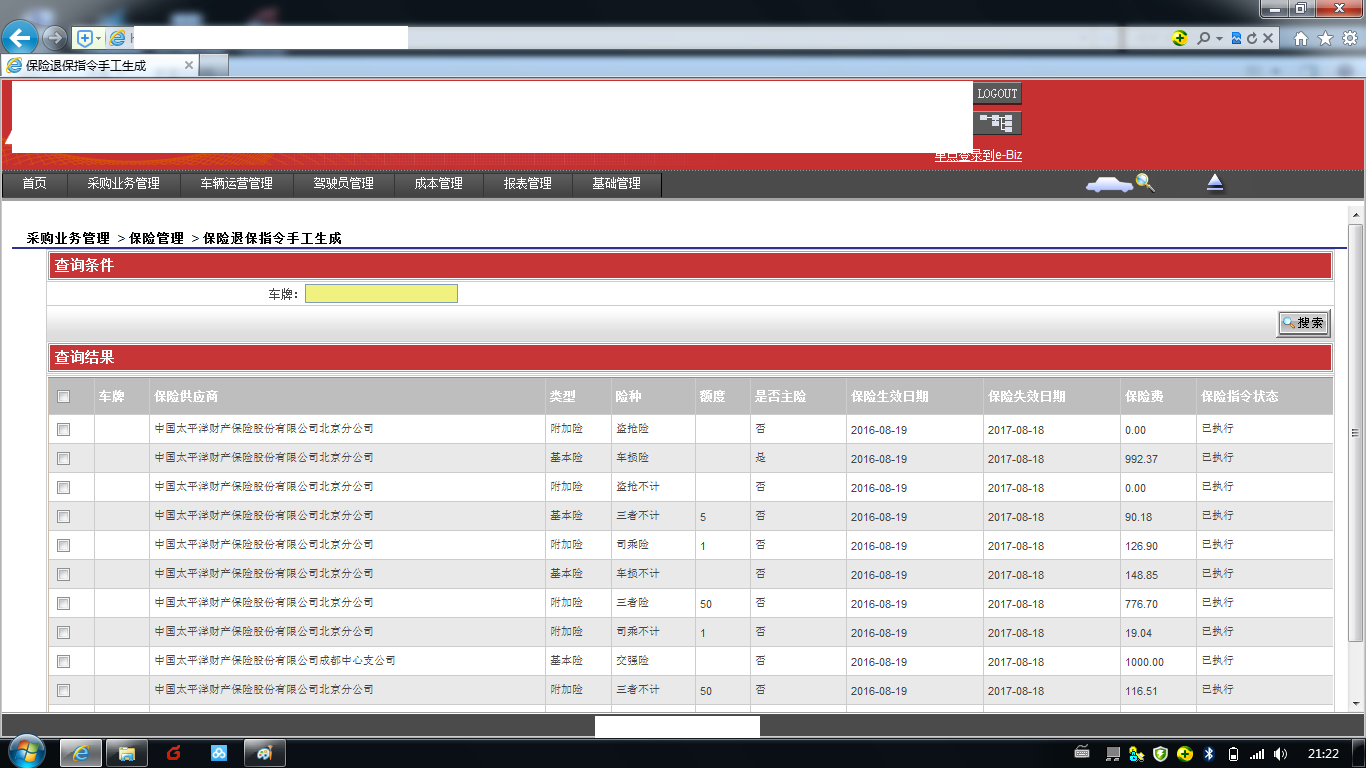 保险退保指令手工生成
LOGOUT
单点登录到e-Biz
首页 采购业务管理 车辆运营管理 驾驶员管理 成本管理 报表管理 基础管理
采购业务管理 >保险管理 >保险退保指令手工生成
查询条件
车牌：
搜索
查询结果
车牌 保险供应商 类型 险种 额度 是否主险 保险生效日期 保险失效日期 保险费 保险指令状态
中国太平洋财产保险股份有限公司北京分公司 附加险 盗抢险 否 2016-08-19 2017-08-18 0.00 已执行
中国太平洋财产保险股份有限公司北京分公司 基本险 车损险 是 2016-08-19 2017-08-18 992.37 已执行
中国太平洋财产保险股份有限公司北京分公司 附加险 盗抢不计 否 2016-08-19 2017-08-18 0.00 已执行
中国太平洋财产保险股份有限公司北京分公司 基本险 三者不计 5 否 2016-08-19 2017-08-18 90.18 已执行
中国太平洋财产保险股份有限公司北京分公司 附加险 司乘险 1 否 2016-08-19 2017-08-18 126.90 已执行
中国太平洋财产保险股份有限公司北京分公司 基本险 车损不计 否 2016-08-19 2017-08-18 148.85 已执行
中国太平洋财产保险股份有限公司北京分公司 附加险 三者险 50 否 2016-08-19 2017-08-18 776.70 已执行
中国太平洋财产保险股份有限公司北京分公司 附加险 司乘不计 1 否 2016-08-19 2017-08-18 19.04 已执行
中国太平洋财产保险股份有限公司成都中心支公司 基本险 交强险 否 2016-08-19 2017-08-18 1000.00 已执行
中国太平洋财产保险股份有限公司北京分公司 附加险 三者不计 50 否 2016-08-19 2017-08-18 116.51 已执行
21:22